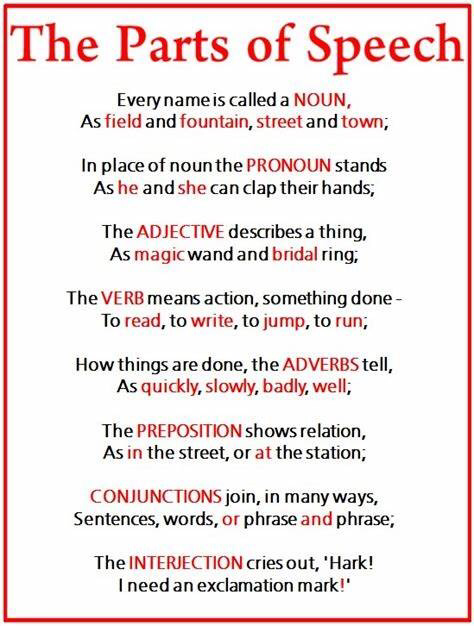 The Parts of Speech
Every name is called a NOUN,
As field and fountain, street and town;
In place of noun the PRONOUN stands
As he and she can clap their hands;
The ADJECTIVE describes a thing,
As magic wand and bridal ring;
The VERB means action, something done -
To read, to write, to jump, to run;
How things are done, the ADVERBS tell,
As quickly, slowly, badly, well;
The PREPOSITION shows relation,
As in the street, or at the station;
CONJUNCTIONS join, in many ways,
Sentences, words, or phrase and phrase;
The INTERJECTION cries out, 'Hark!
I need an exclamation mark!'